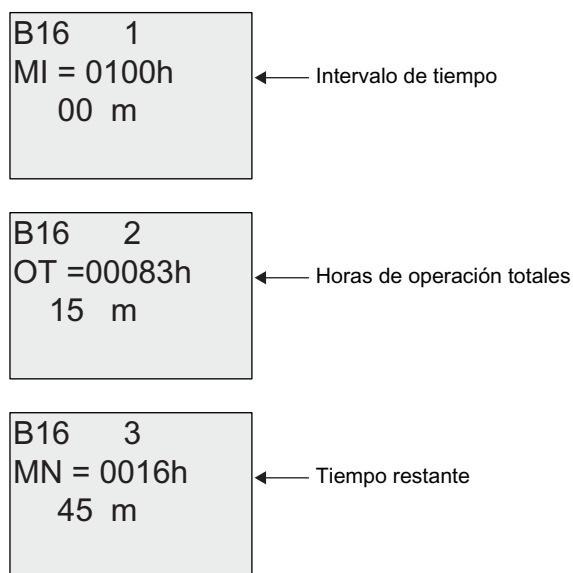 B16 1
MI = 0100h
00 m
Intervalo de tiempo
B16 2
OT =00083h
15 m
Horas de operación totales
B16 3
MN = 0016h
45 m
Tiempo restante